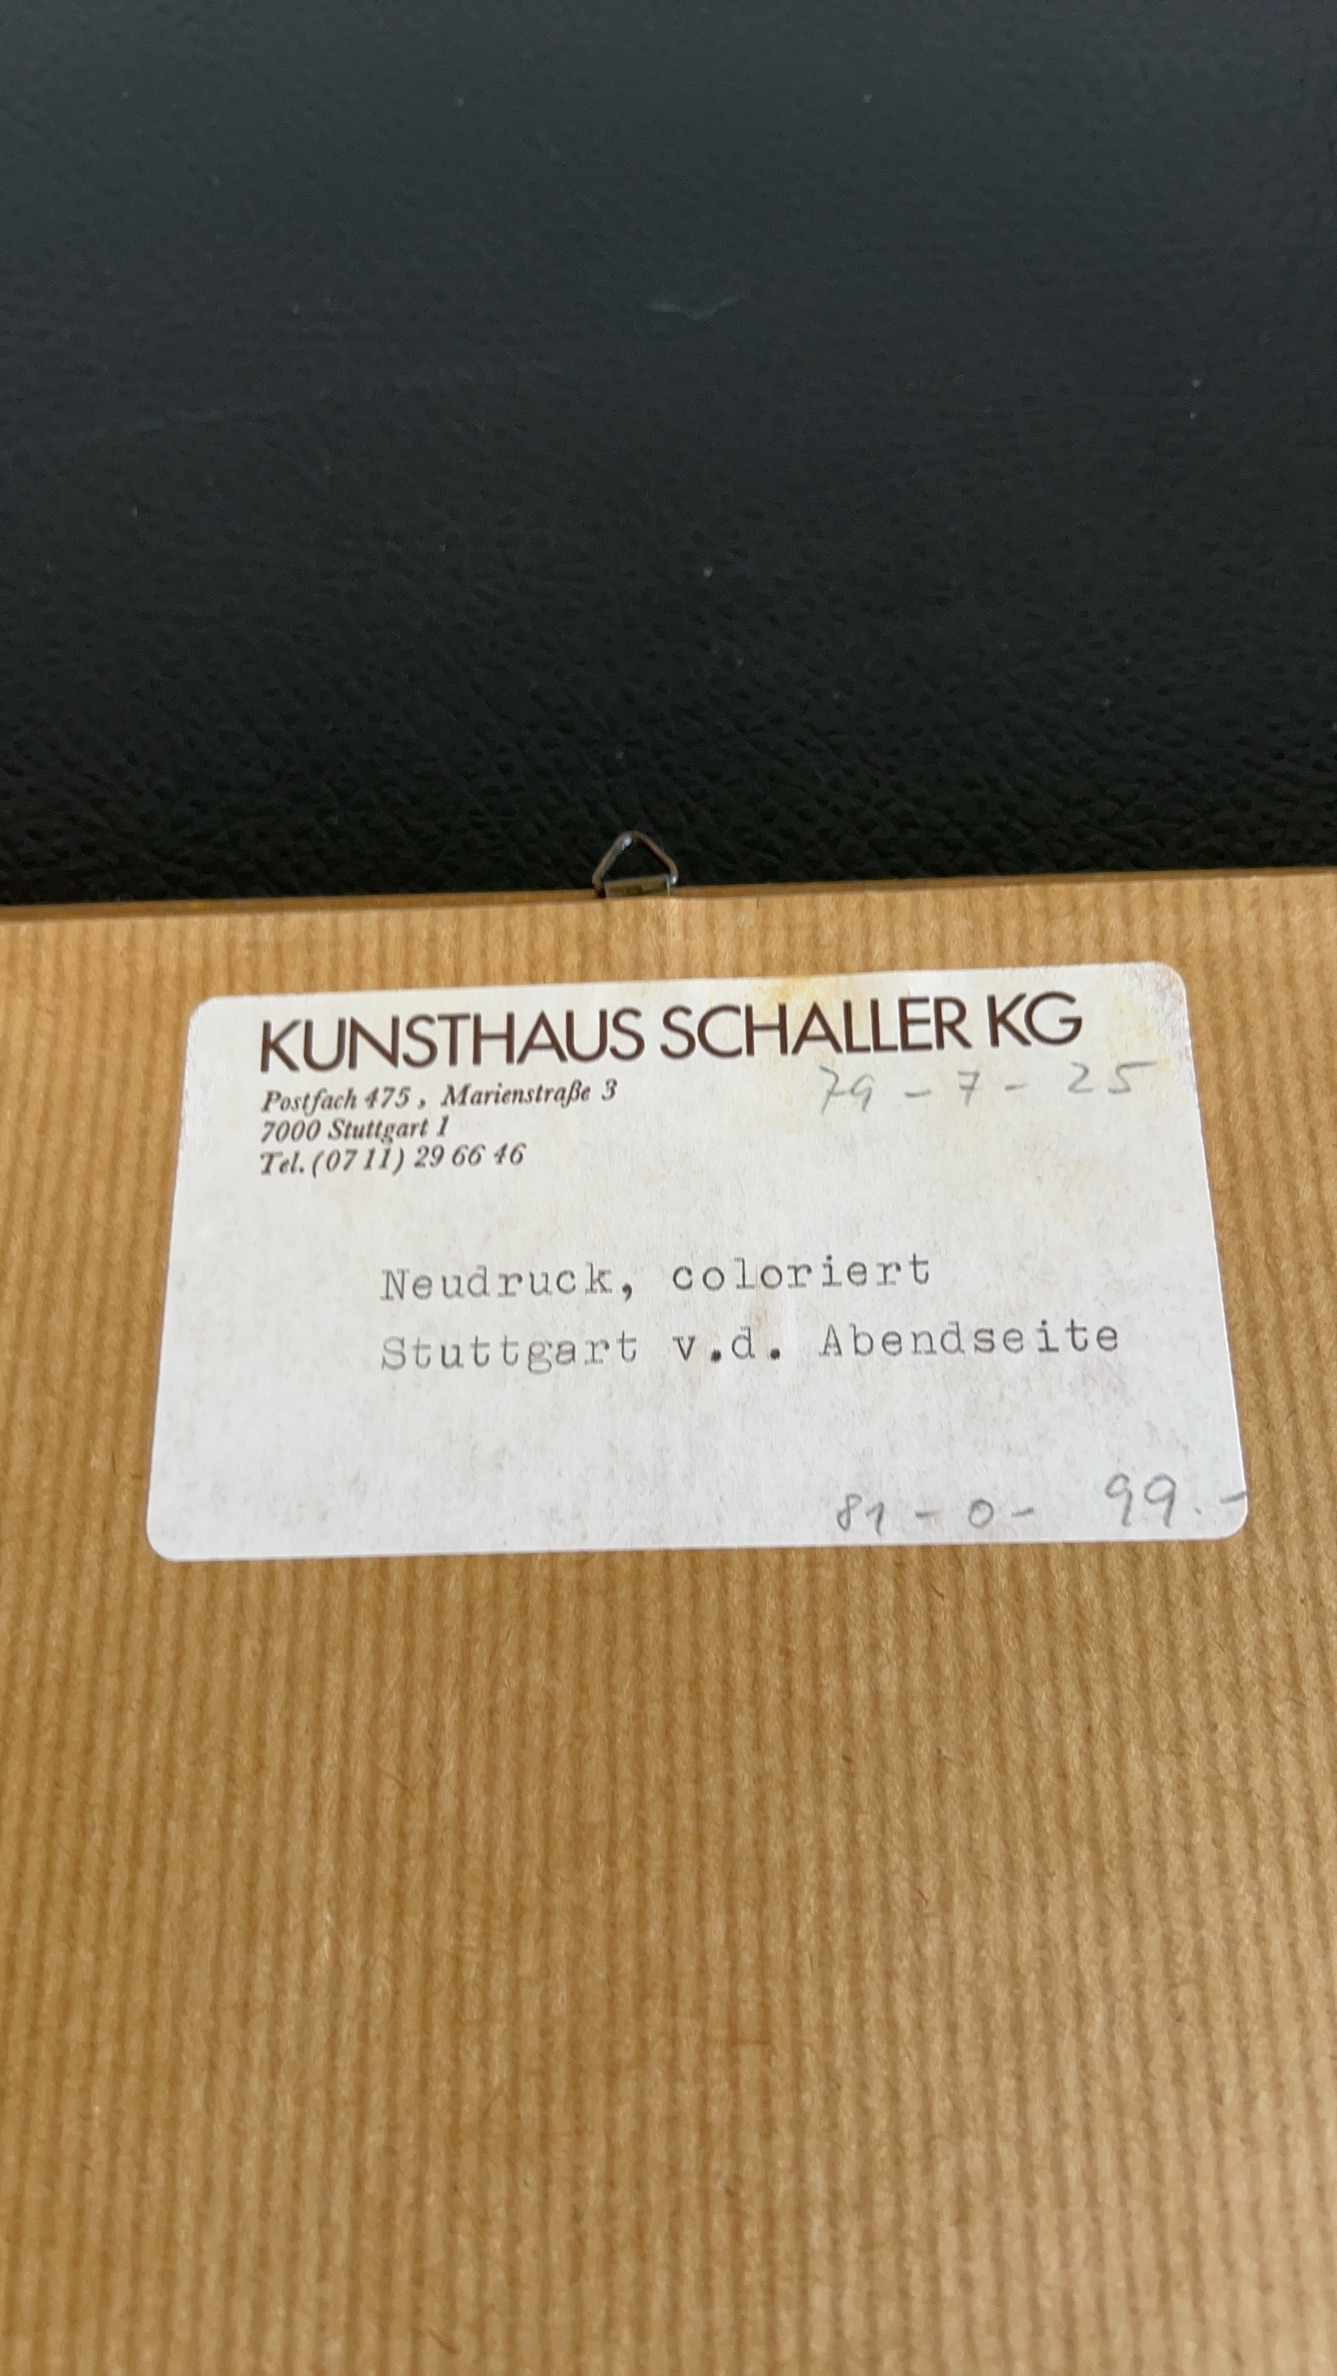 KUNSTHAUS SCHALLER KG
Postfach 475, Marienstraße 3
79 - 7 - 25
7000 Stuttgart 1
Tel. (07 11) 29 66 46
Neudruck, coloriert
Stuttgart v.d. Abendseite
81 - 0 - 99.-